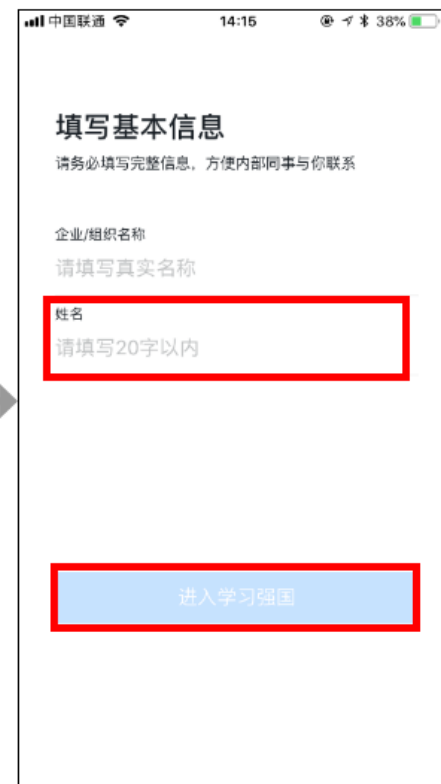 中国联通 14:15 38%
填写基本信息
请务必填写完整信息，方便内部同事与你联系
企业/组织名称
请填写真实名称
姓名
请填写20字以内
进入学习强国